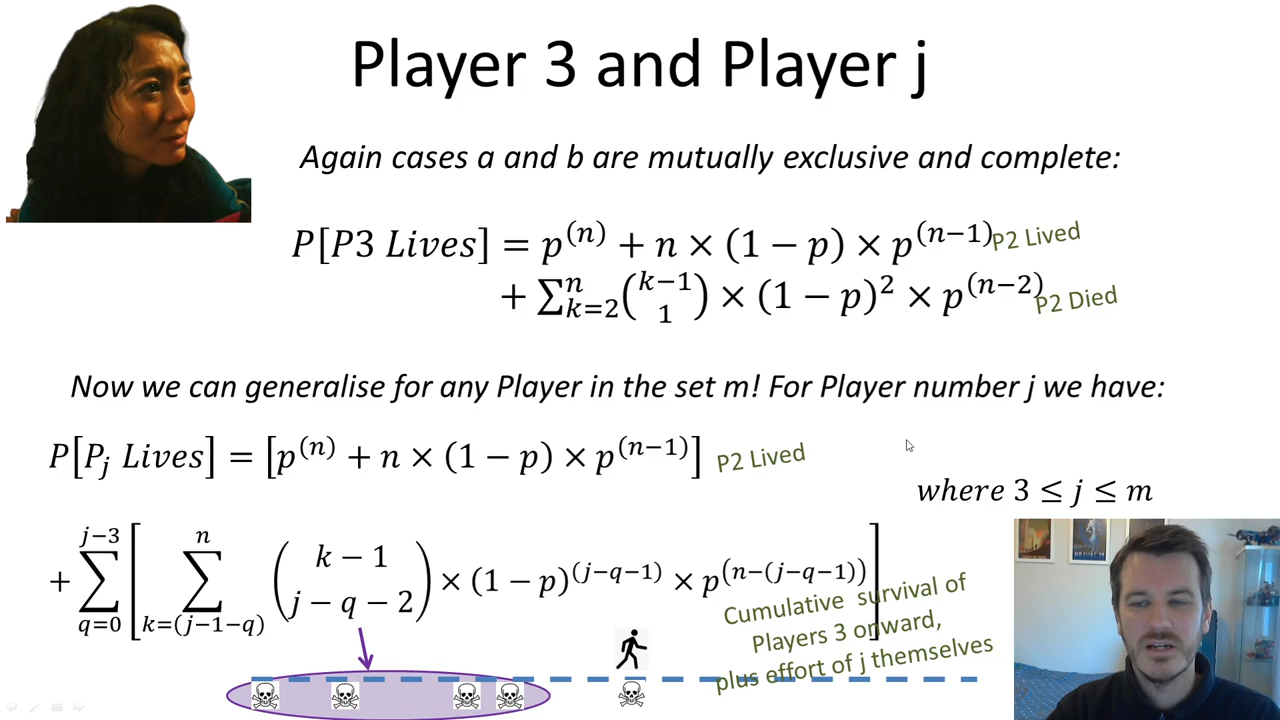 Player 3 and Player j
Again cases a and b are mutually exclusive and complete:
P[P3 Lives] = p^(n) + n × (1 − p) × p^(n−1) P2 Lived
+ ∑_{k=2}^{n} (k−1 1) × (1 − p)^2 × p^(n−2) P2 Died
Now we can generalise for any Player in the set m! For Player number j we have:
P[P_j Lives] = [p^(n) + n × (1 − p) × p^(n−1)] P2 Lived
where 3 ≤ j ≤ m
+ ∑_{q=0}^{j−3} [∑_{k=(j−1−q)}^{n} (k − 1 j − q − 2) × (1 − p)^(j−q−1) × p^(n−(j−q−1))]
Cumulative survival of
Players 3 onward,
plus effort of j themselves